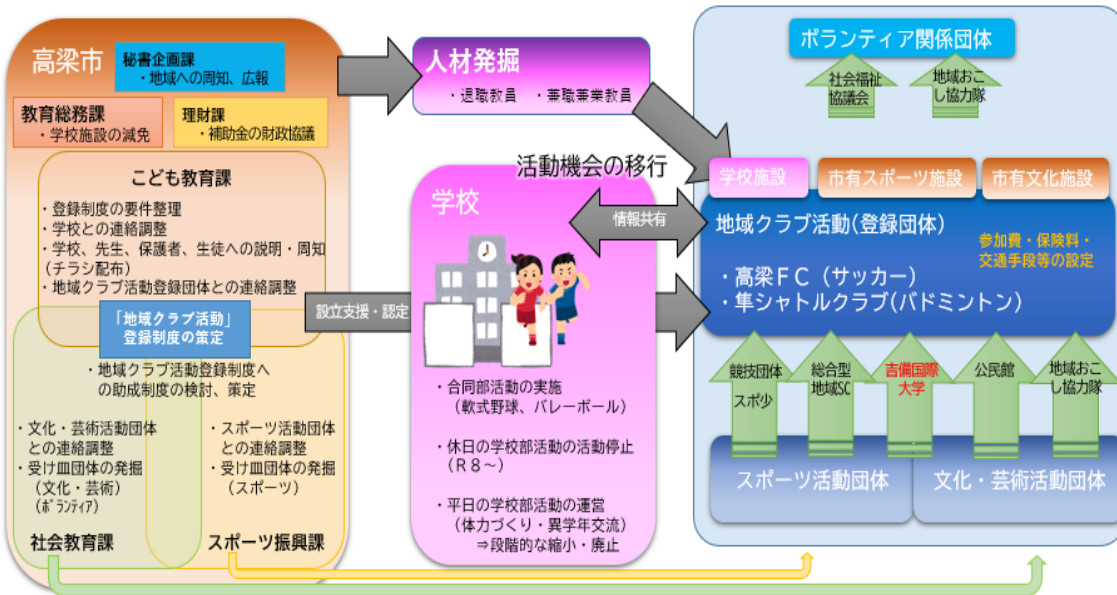 高梁市
秘書企画課
・地域への周知、広報
教育総務課
・学校施設の減免
理財課
・補助金の財政協議
こども教育課
・登録制度の要件整理
・学校との連絡調整
・学校、先生、保護者、生徒への説明・周知
(チラシ配布)
・地域クラブ活動登録団体との連絡調整
「地域クラブ活動」
登録制度の策定
・地域クラブ活動登録制度へ
の助成制度の検討、策定
・文化・芸術活動団体
との連絡調整
・受け皿団体の発掘
(文化・芸術)
(ボランティア)
社会教育課
・スポーツ活動団体
との連絡調整
・受け皿団体の発掘
(スポーツ)
スポーツ振興課
人材発掘
・退職教員 ・兼職兼業教員
設立支援・認定
活動機会の移行
学校
情報共有
・合同部活動の実施
(軟式野球、バレーボール)
・休日の学校部活動の活動停止
(R8~)
・平日の学校部活動の運営
(体力づくり・異学年交流)
⇒段階的な縮小・廃止
ボランティア関係団体
社会福祉
協議会
地域おこ
し協力隊
学校施設
市有スポーツ施設
市有文化施設
地域クラブ活動(登録団体)
参加費・保険料・
交通手段等の設定
・高梁FC(サッカー)
・隼シャトルクラブ(バドミントン)
競技団体
スポ少
総合型
地域SC
吉備国際
大学
公民館
地域おこ
し協力隊
スポーツ活動団体
文化・芸術活動団体